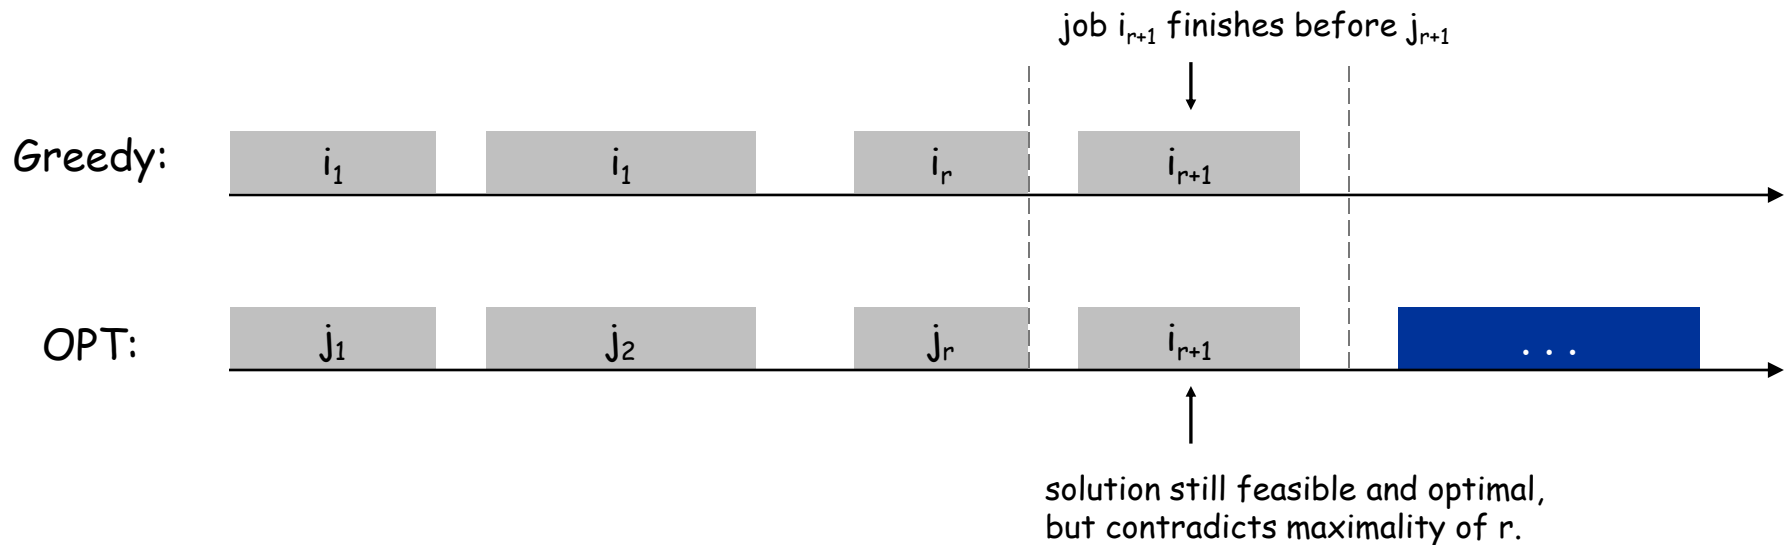 job i_{r+1} finishes before j_{r+1}
Greedy: i_1 i_1 i_r i_{r+1}
OPT: j_1 j_2 j_r i_{r+1} . . .
solution still feasible and optimal,
but contradicts maximality of r.